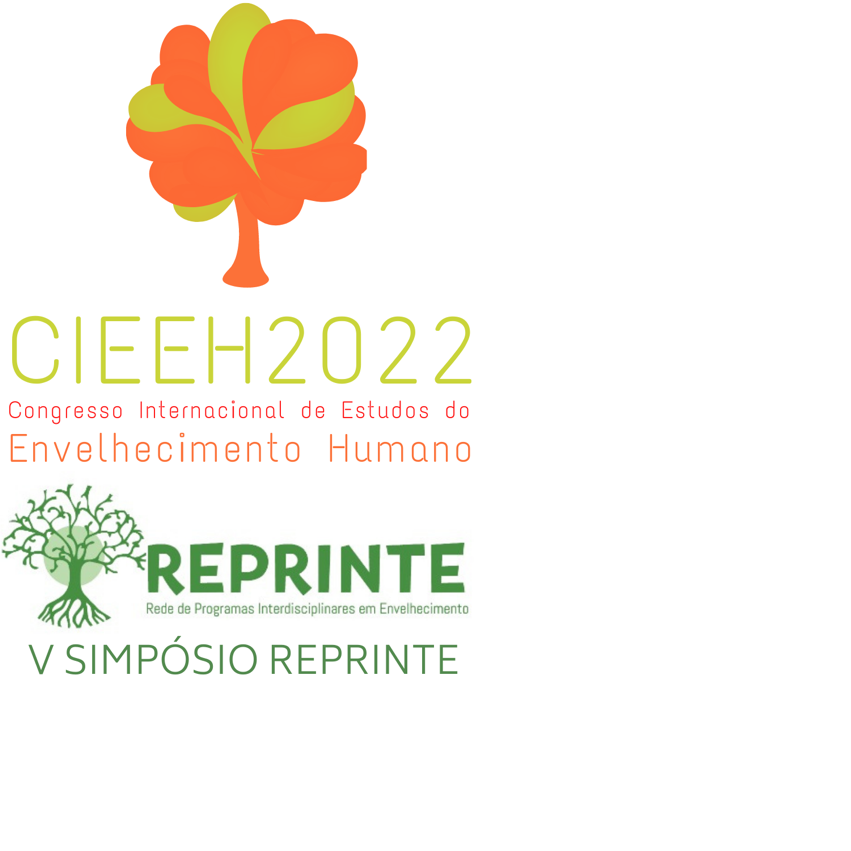 CIEEH2022
Congresso Internacional de Estudos do
Envelhecimento Humano
REPRINTE
Rede de Programas Interdisciplinares em Envelhecimento
V SIMPÓSIO REPRINTE